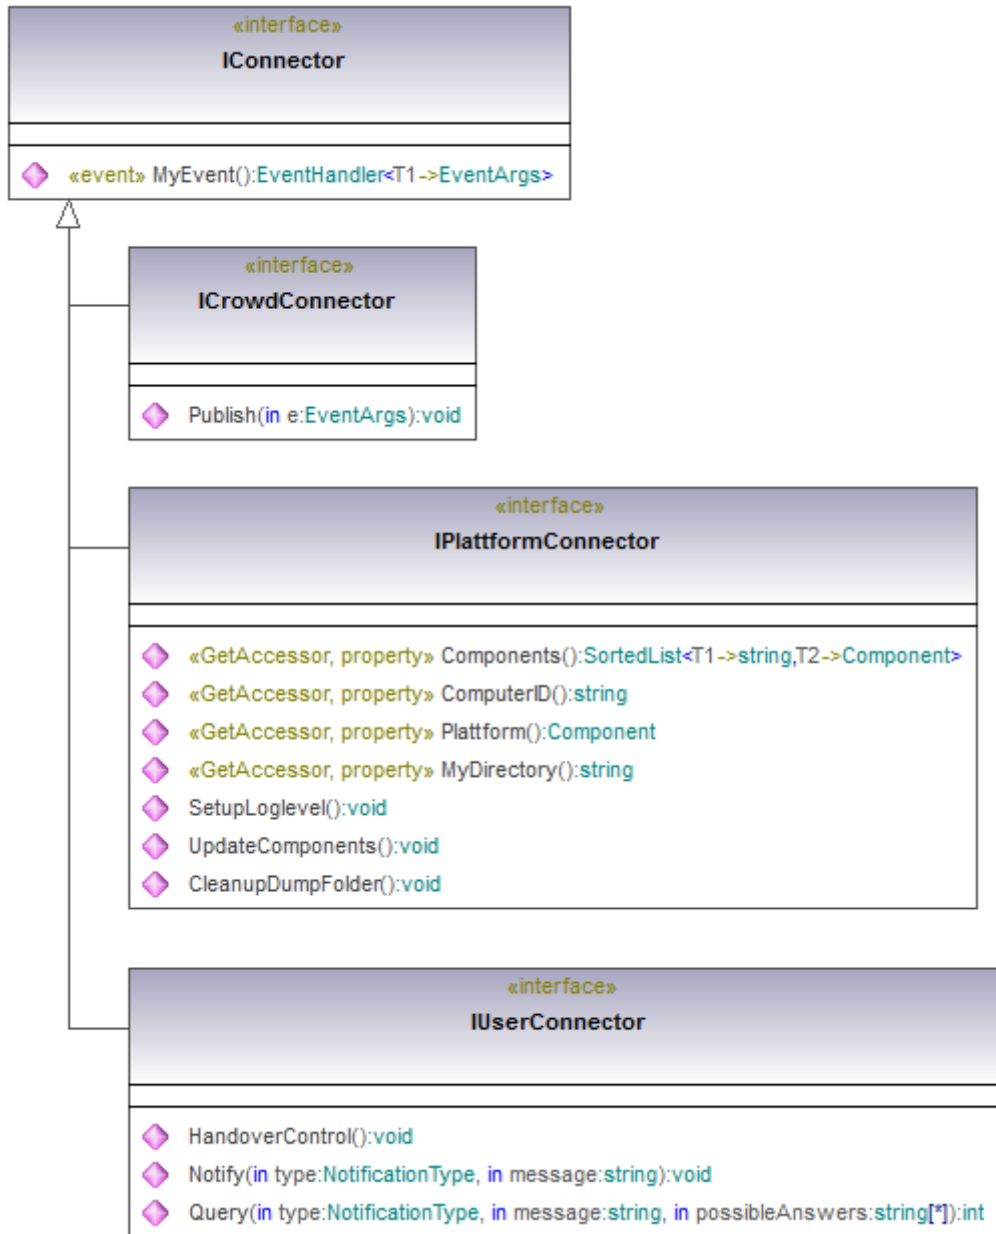 «interface»
IConnector
«event» MyEvent():EventHandler<T1->EventArgs>
«interface»
ICrowdConnector
Publish(in e:EventArgs):void
«interface»
IPlattformConnector
«GetAccessor, property» Components():SortedList<T1->string,T2->Component>
«GetAccessor, property» ComputerID():string
«GetAccessor, property» Plattform():Component
«GetAccessor, property» MyDirectory():string
SetupLoglevel():void
UpdateComponents():void
CleanupDumpFolder():void
«interface»
IUserConnector
HandoverControl():void
Notify(in type:NotificationType, in message:string):void
Query(in type:NotificationType, in message:string, in possibleAnswers:string[*]):int